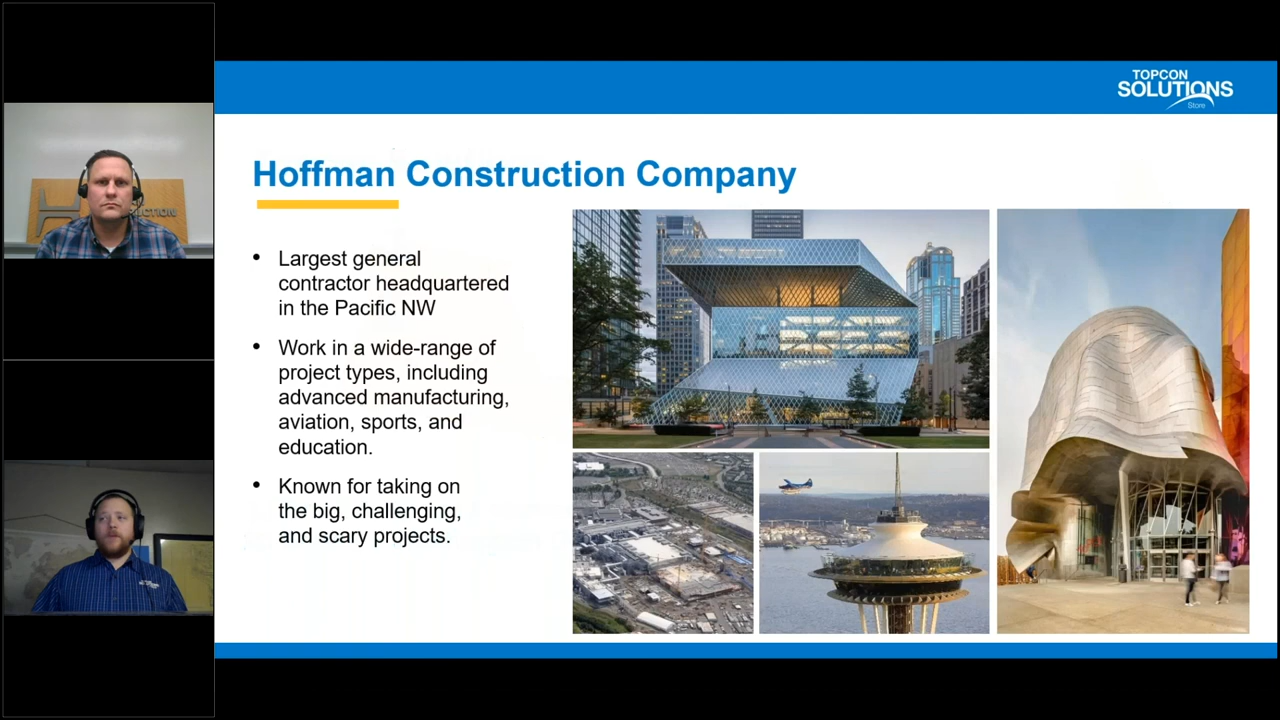 TOPCON
SOLUTIONS
Store
Hoffman Construction Company
• Largest general
contractor headquartered
in the Pacific NW
• Work in a wide-range of
project types, including
advanced manufacturing,
aviation, sports, and
education.
• Known for taking on
the big, challenging,
and scary projects.